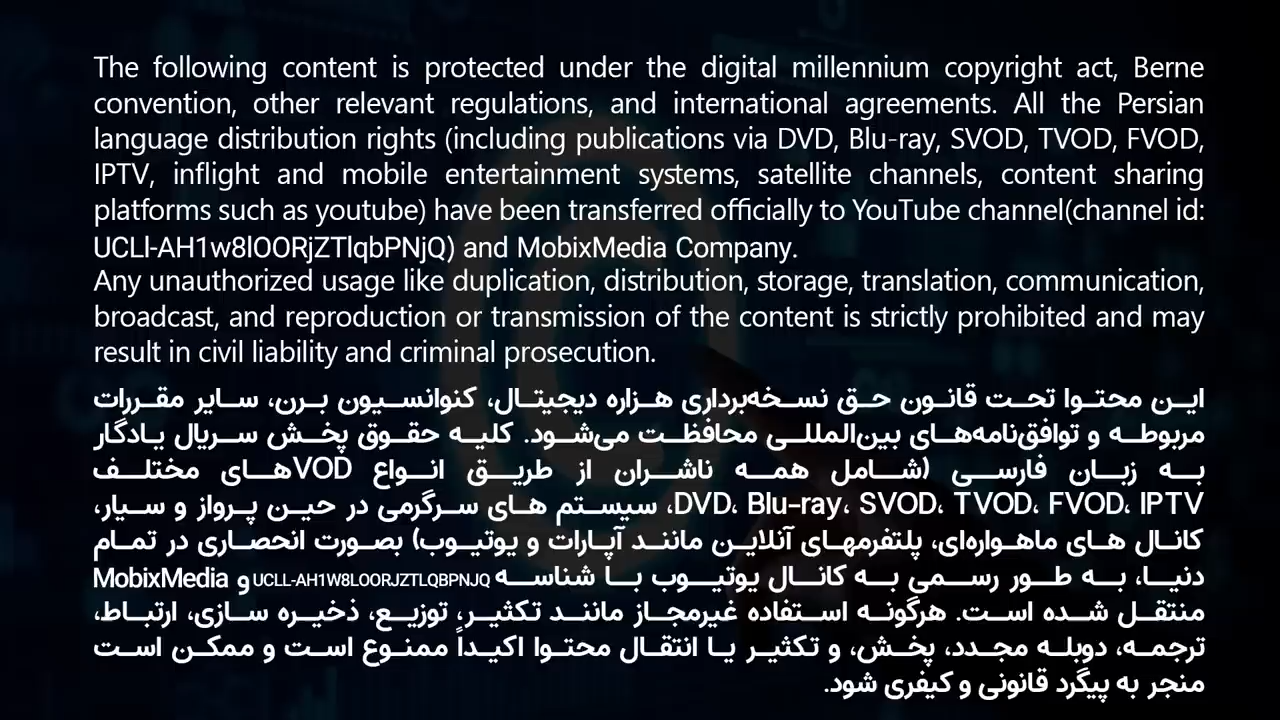 The following content is protected under the digital millennium copyright act, Berne
convention, other relevant regulations, and international agreements. All the Persian
language distribution rights (including publications via DVD, Blu-ray, SVOD, TVOD, FVOD,
IPTV, inflight and mobile entertainment systems, satellite channels, content sharing
platforms such as youtube) have been transferred officially to YouTube channel(channel id:
UCLl-AH1w8lOORjZTlqbPNjQ) and MobixMedia Company.
Any unauthorized usage like duplication, distribution, storage, translation, communication,
broadcast, and reproduction or transmission of the content is strictly prohibited and may
result in civil liability and criminal prosecution.
این محتوا تحت قانون حق نسخه‌برداری هزاره دیجیتال، کنوانسیون برن، سایر مقررات
مربوطه و توافق‌نامه‌های بین‌المللی محافظت می‌شود. کلیه حقوق پخش سریال یادگار
به زبان فارسی (شامل همه ناشران از طریق انواع VODهای مختلف
DVD، Blu-ray، SVOD، TVOD، FVOD، IPTV، سیستم های سرگرمی در حین پرواز و سیار،
کانال های ماهواره‌ای، پلتفرمهای آنلاین مانند آپارات و یوتیوب) بصورت انحصاری در تمام
دنیا، به طور رسمی به کانال یوتیوب با شناسه UCLL-AH1W8LOORJZTLQBPNJQ و MobixMedia
منتقل شده است. هرگونه استفاده غیرمجاز مانند تکثیر، توزیع، ذخیره سازی، ارتباط،
ترجمه، دوبله مجدد، پخش، و تکثیر یا انتقال محتوا اکیداً ممنوع است و ممکن است
منجر به پیگرد قانونی و کیفری شود.